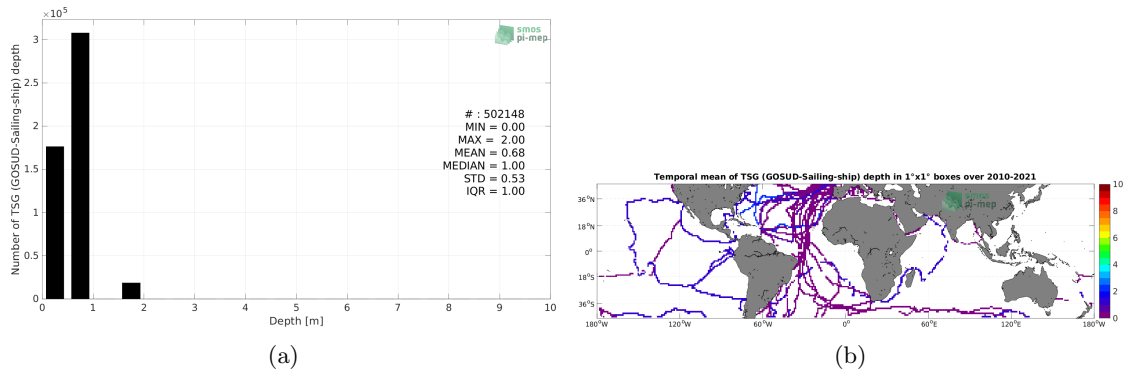 ×10⁵
3
2.5
2
1.5
1
0.5
0
Number of TSG (GOSUD-Sailing-ship) depth
smos
pi-mep
# : 502148
MIN = 0.00
MAX = 2.00
MEAN = 0.68
MEDIAN = 1.00
STD = 0.53
IQR = 1.00
0 1 2 3 4 5 6 7 8 9 10
Depth [m]
(a)
Temporal mean of TSG (GOSUD-Sailing-ship) depth in 1°x1° boxes over 2010-2021
smos
pi-mep
36°N
18°N
0°
18°S
36°S
180°W 120°W 60°W 0° 60°E 120°E 180°W
10
8
6
4
2
0
(b)